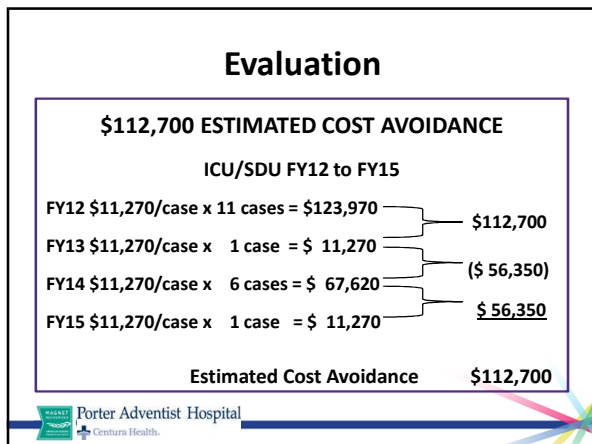 Evaluation
$112,700 ESTIMATED COST AVOIDANCE
ICU/SDU FY12 to FY15
FY12 $11,270/case x 11 cases = $123,970
$112,700
FY13 $11,270/case x 1 case = $ 11,270
($ 56,350)
FY14 $11,270/case x 6 cases = $ 67,620
$ 56,350
FY15 $11,270/case x 1 case = $ 11,270
Estimated Cost Avoidance $112,700
MAGNET
RECOGNIZED
Porter Adventist Hospital
Centura Health.